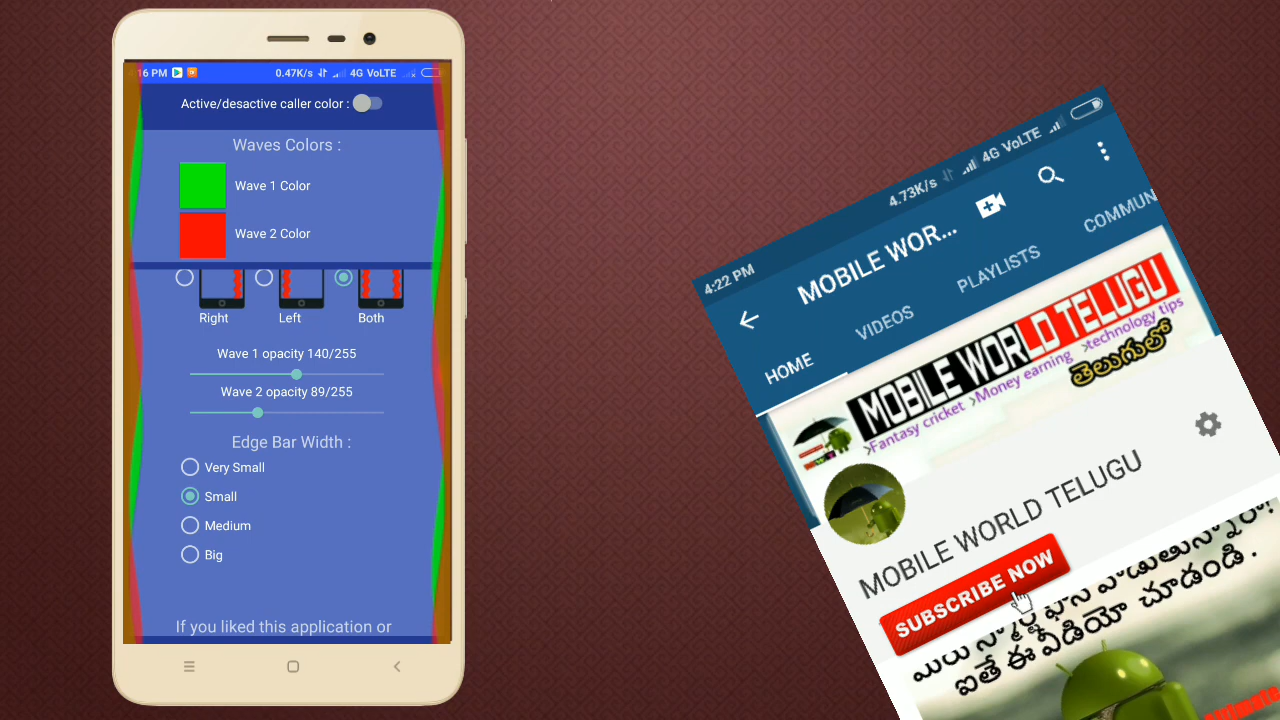 16 PM
0.47K/s
4G VoLTE
Active/desactive caller color :
Waves Colors :
Wave 1 Color
Wave 2 Color
Right
Left
Both
Wave 1 opacity 140/255
Wave 2 opacity 89/255
Edge Bar Width :
Very Small
Small
Medium
Big
If you liked this application or
4:22 PM
4.73K/s
4G VoLTE
MOBILE WOR...
HOME
VIDEOS
PLAYLISTS
COMMUN
MOBILE WORLD TELUGU
>Fantasy cricket >Money earning >technology tips
తెలుగులో
MOBILE WORLD TELUGU
SUBSCRIBE NOW
మీరు స్మార్ట్ ఫోన్ వాడుతున్నారా!
ఐతే ఈ వీడియో చూడండి.